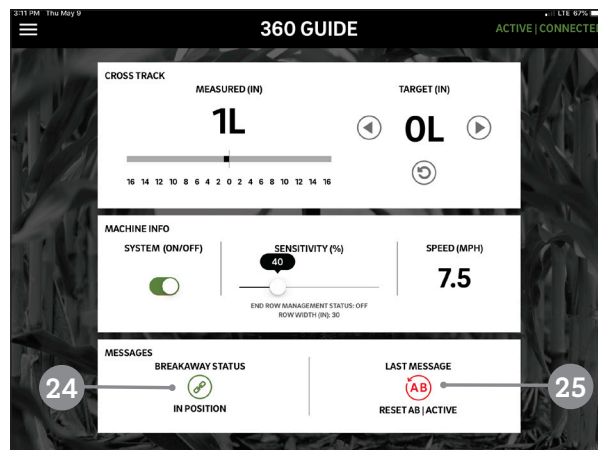 3:11 PM Thu May 9
LTE 67%
360 GUIDE
ACTIVE | CONNECTED
CROSS TRACK
MEASURED (IN)
TARGET (IN)
1L
0L
16 14 12 10 8 6 4 2 0 2 4 6 8 10 12 14 16
MACHINE INFO
SYSTEM (ON/OFF)
SENSITIVITY (%)
SPEED (MPH)
40
7.5
END ROW MANAGEMENT STATUS: OFF
ROW WIDTH (IN): 30
MESSAGES
BREAKAWAY STATUS
LAST MESSAGE
24
AB
25
IN POSITION
RESET AB | ACTIVE